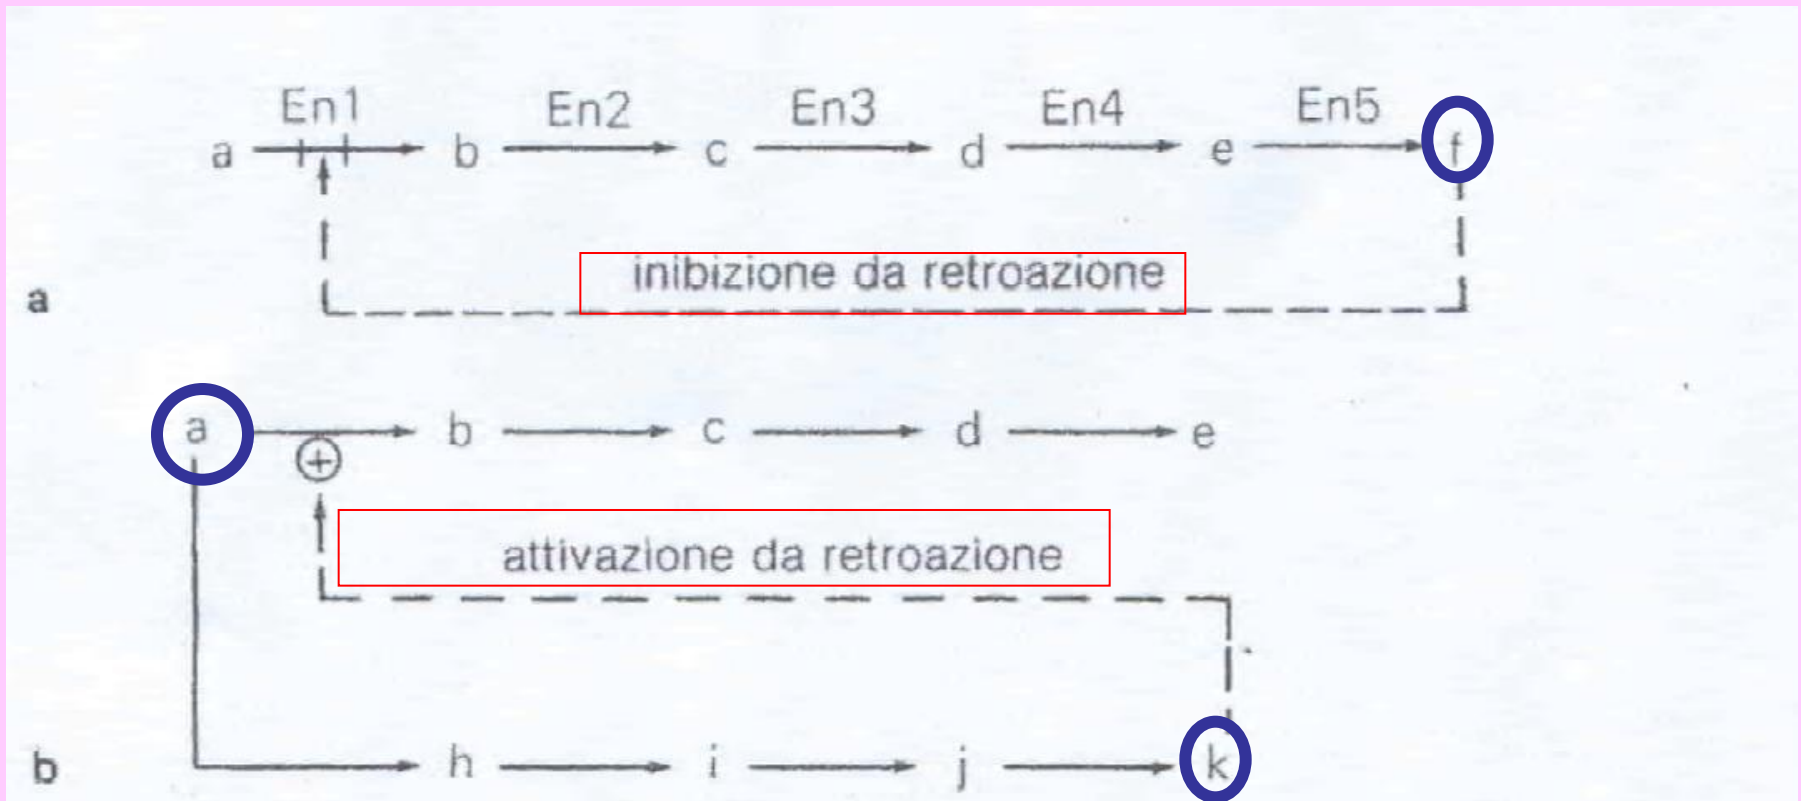 En1 En2 En3 En4 En5
a b c d e f
inibizione da retroazione
a
a b c d e
+
attivazione da retroazione
b h i j k